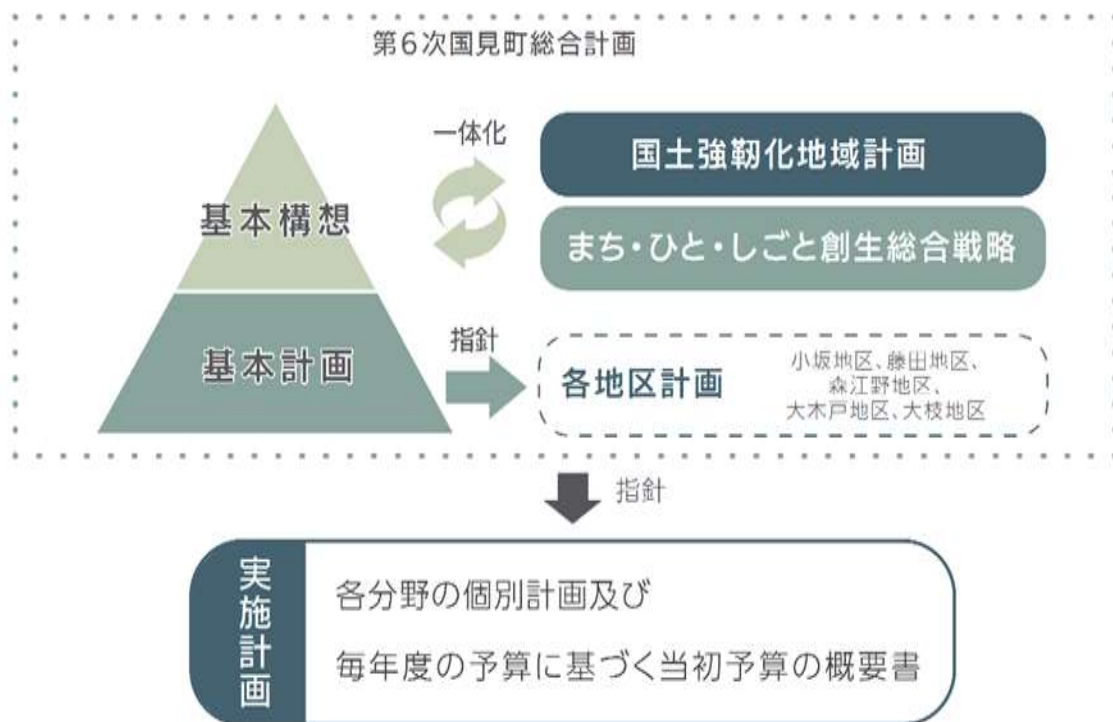 第6次国見町総合計画
一体化
基本構想
国土強靭化地域計画
まち・ひと・しごと創生総合戦略
指針
基本計画
各地区計画
小坂地区、藤田地区、
森江野地区、
大木戸地区、大枝地区
指針
実施計画
各分野の個別計画及び
毎年度の予算に基づく当初予算の概要書